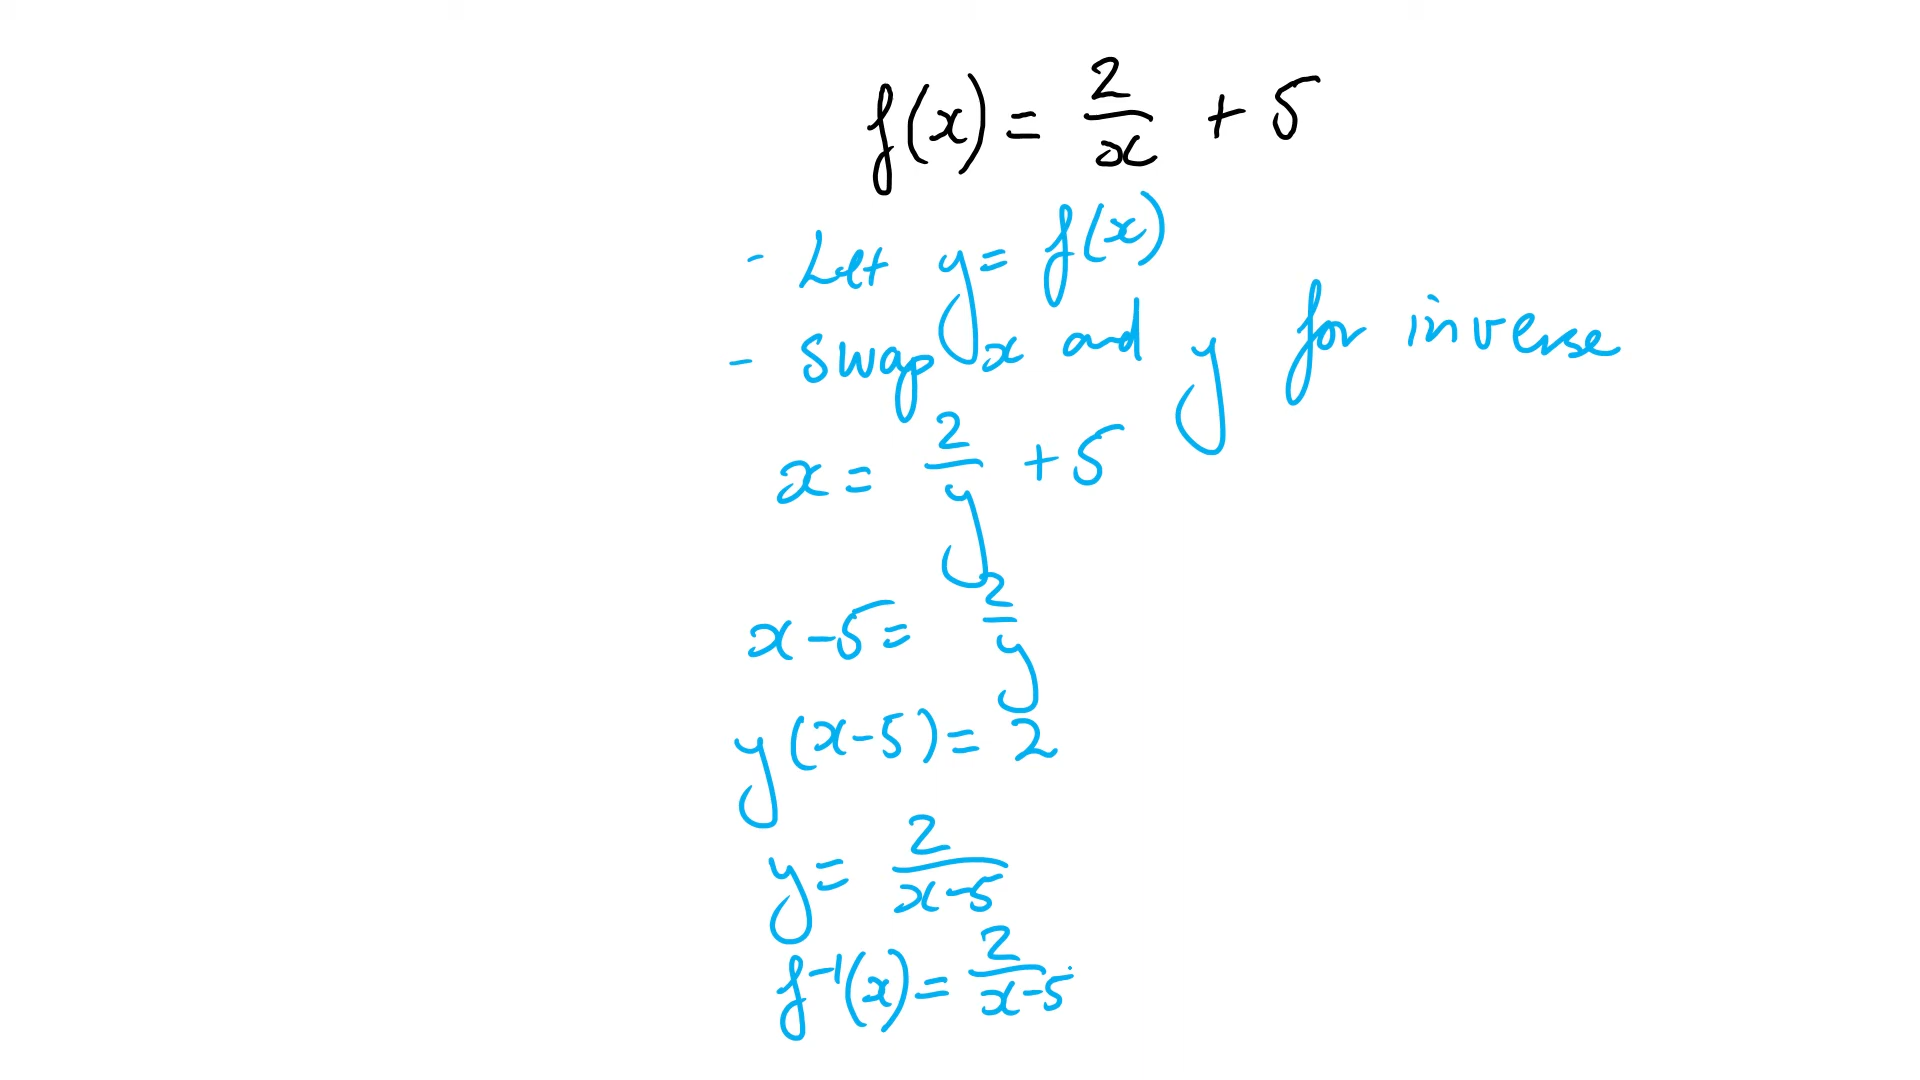 f(x) = 2/x + 5
- Let y = f(x)
- swap x and y for inverse
x = 2/y + 5
x - 5 = 2/y
y(x-5) = 2
y = 2/(x-5)
f⁻¹(x) = 2/(x-5)